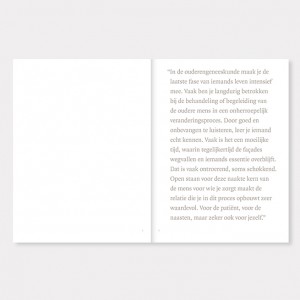 “In de ouderengeneeskunde maak je de
laatste fase van iemands leven intensief
mee. Vaak ben je langdurig betrokken
bij de behandeling of begeleiding van
de oudere mens in een onherroepelijk
veranderingsproces. Door goed en
onbevangen te luisteren, leer je iemand
echt kennen. Vaak is het een moeilijke
tijd, waarin tegelijkertijd de façades
wegvallen en iemands essentie overblijft.
Dat is vaak ontroerend, soms schokkend.
Open staan voor deze naakte kern van
de mens voor wie je zorgt maakt de
relatie die je in dit proces opbouwt zeer
waardevol. Voor de patiënt, voor de
naasten, maar zeker ook voor jezelf.”